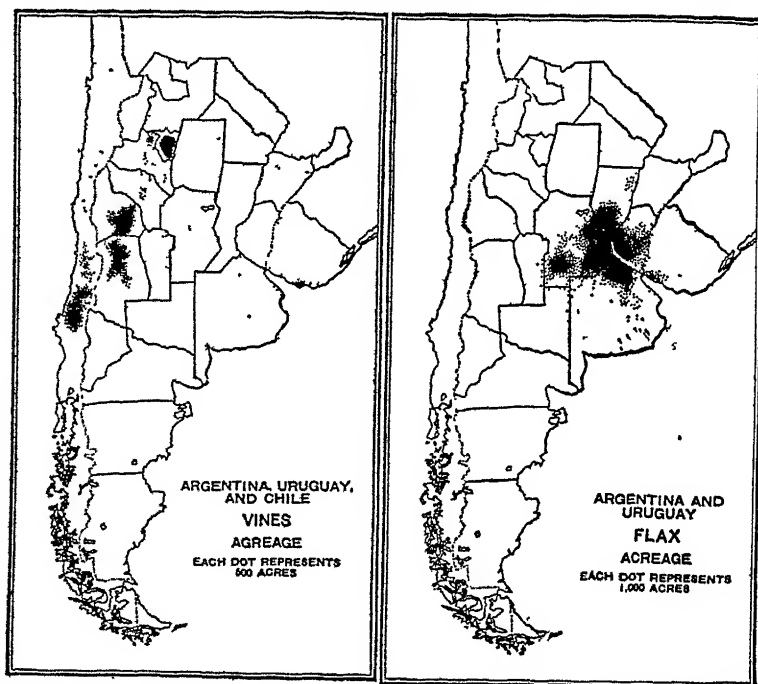 ARGENTINA, URUGUAY,
AND CHILE
VINES
AGREAGE
EACH DOT REPRESENTS
500 ACRES
ARGENTINA AND
URUGUAY
FLAX
ACREAGE
EACH DOT REPRESENTS
1,000 ACRES